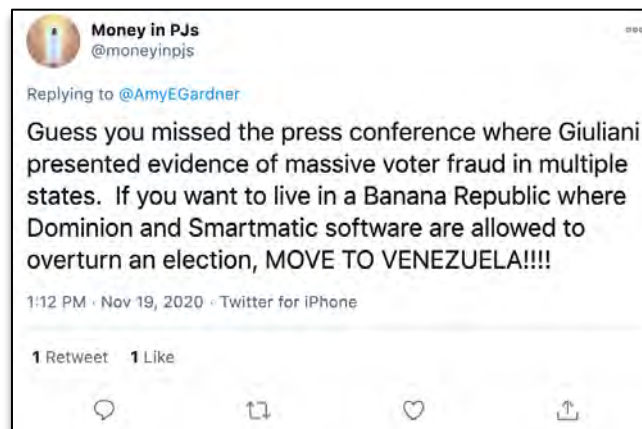 Money in PJs
@moneyinpjs
Replying to @AmyEGardner
Guess you missed the press conference where Giuliani
presented evidence of massive voter fraud in multiple
states.  If you want to live in a Banana Republic where
Dominion and Smartmatic software are allowed to
overturn an election, MOVE TO VENEZUELA!!!!
1:12 PM · Nov 19, 2020 · Twitter for iPhone
1 Retweet 1 Like